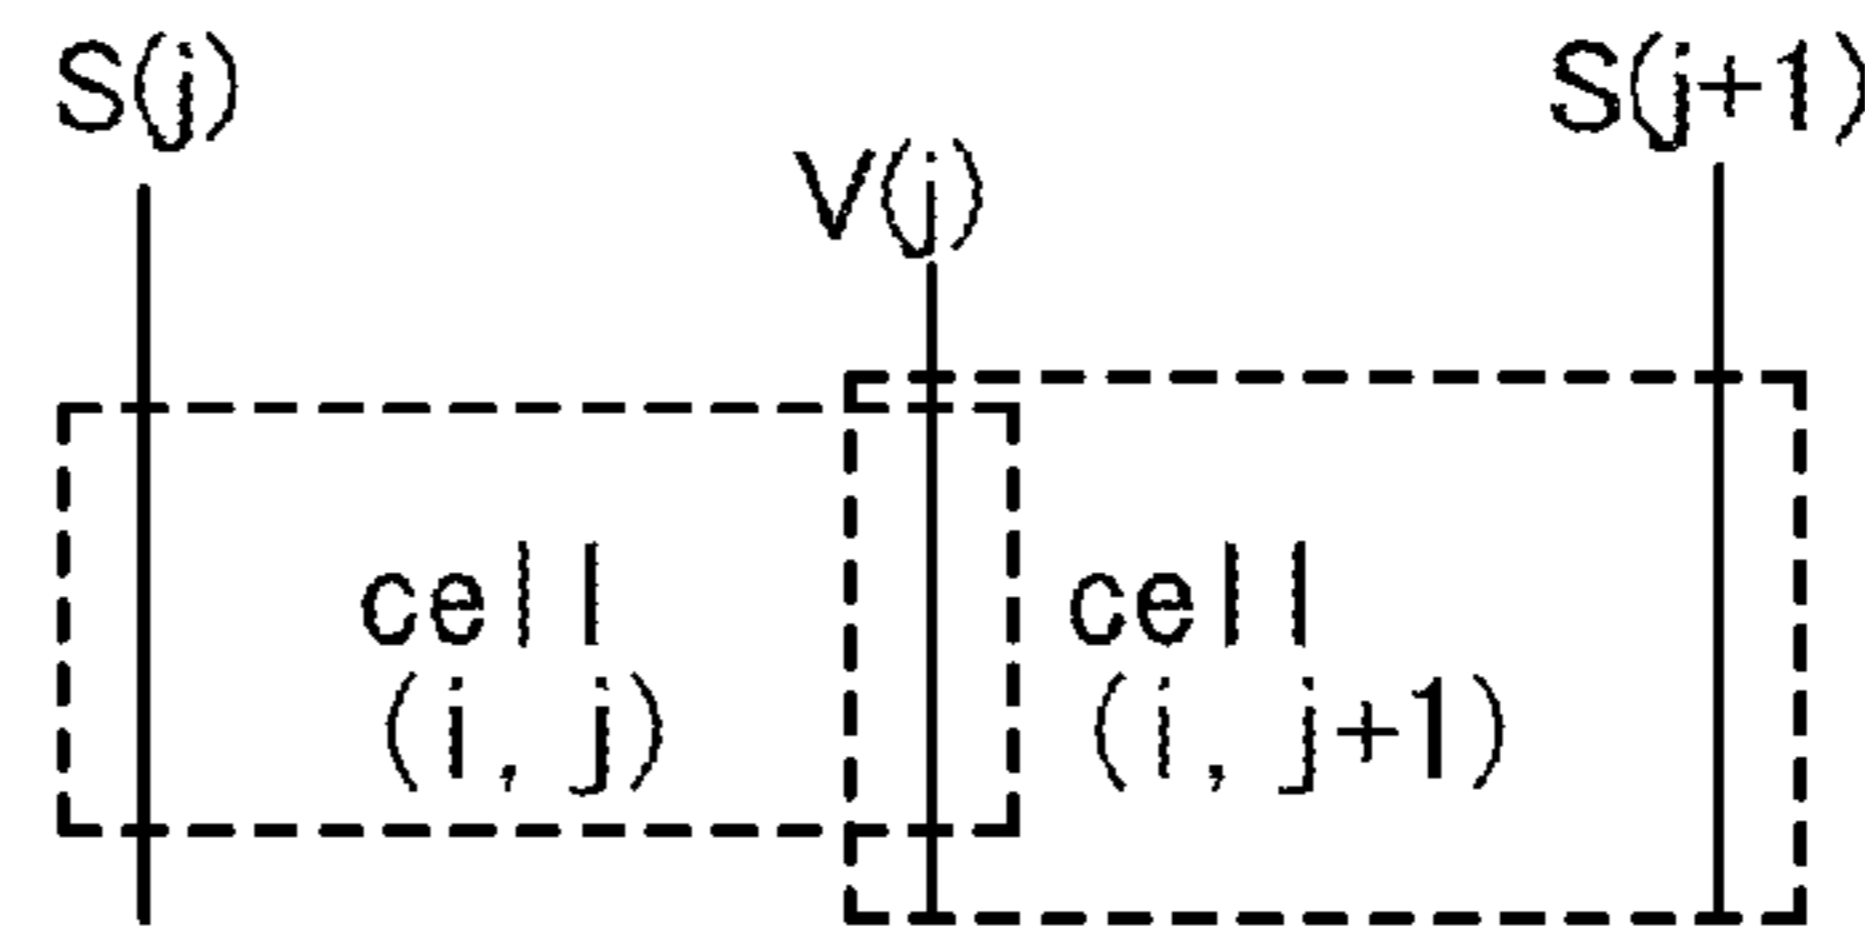 S(j)
V(j)
S(j+1)
cell
(i, j)
cell
(i, j+1)